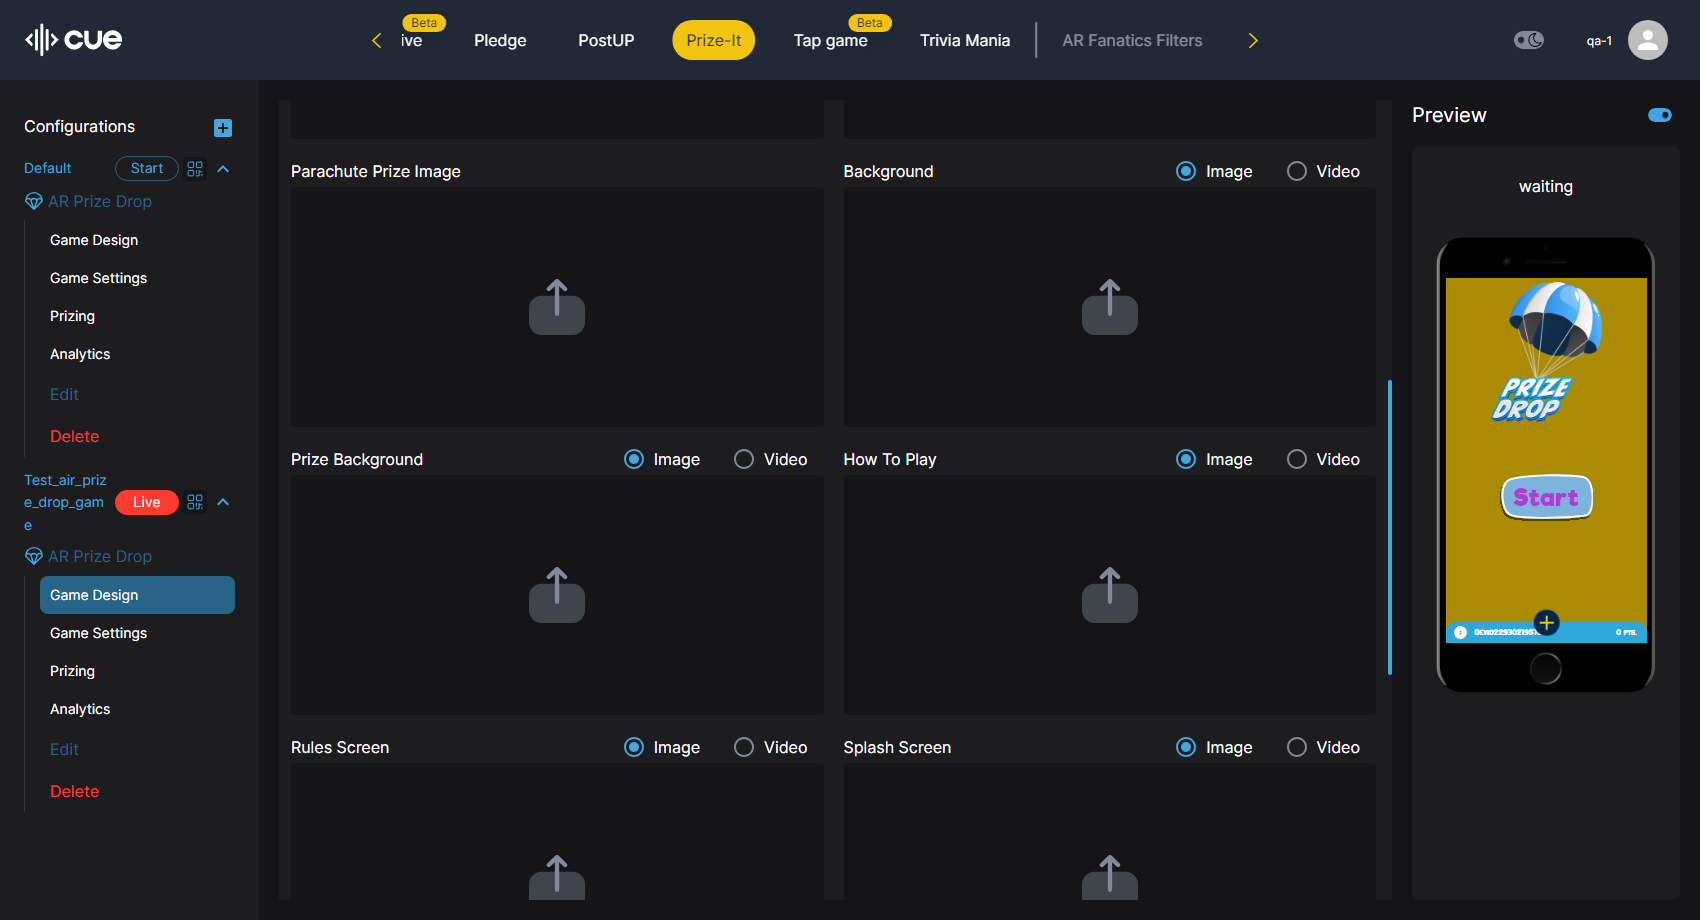 cue
ive
Beta
Pledge
PostUP
Prize-It
Tap game
Beta
Trivia Mania
AR Fanatics Filters
qa-1
Configurations
Default
Start
AR Prize Drop
Game Design
Game Settings
Prizing
Analytics
Edit
Delete
Test_air_priz
e_drop_gam
e
Live
AR Prize Drop
Game Design
Game Settings
Prizing
Analytics
Edit
Delete
Parachute Prize Image
Background
Image
Video
Prize Background
Image
Video
How To Play
Image
Video
Rules Screen
Image
Video
Splash Screen
Image
Video
Preview
waiting
PRIZE
DROP
Start
0 PTS.